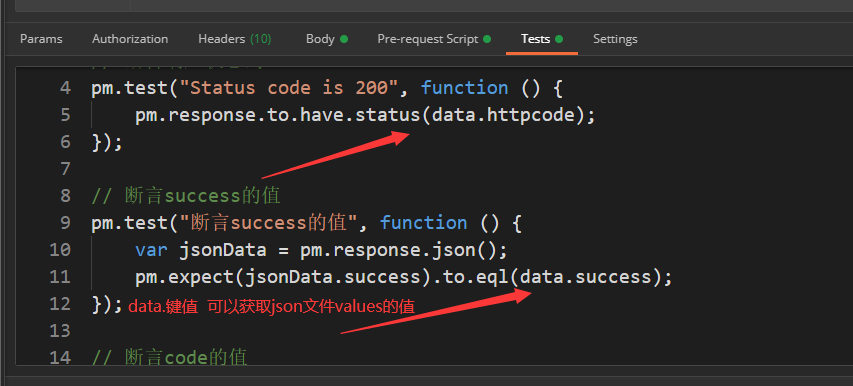 Params Authorization Headers (10) Body Pre-request Script Tests Settings
4 pm.test("Status code is 200", function () {
5 pm.response.to.have.status(data.httpcode);
6 });
7
8 // 断言success的值
9 pm.test("断言success的值", function () {
10 var jsonData = pm.response.json();
11 pm.expect(jsonData.success).to.eql(data.success);
12 }); data.键值 可以获取json文件values的值
13
14 // 断言code的值